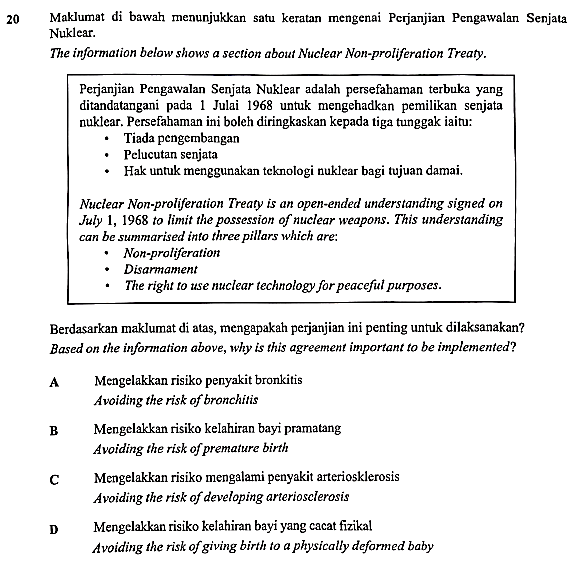 20 Maklumat di bawah menunjukkan satu keratan mengenai Perjanjian Pengawalan Senjata
Nuklear.
The information below shows a section about Nuclear Non-proliferation Treaty.
Perjanjian Pengawalan Senjata Nuklear adalah persefahaman terbuka yang
ditandatangani pada 1 Julai 1968 untuk mengehadkan pemilikan senjata
nuklear. Persefahaman ini boleh diringkaskan kepada tiga tunggak iaitu:
• Tiada pengembangan
• Pelucutan senjata
• Hak untuk menggunakan teknologi nuklear bagi tujuan damai.
Nuclear Non-proliferation Treaty is an open-ended understanding signed on
July 1, 1968 to limit the possession of nuclear weapons. This understanding
can be summarised into three pillars which are:
• Non-proliferation
• Disarmament
• The right to use nuclear technology for peaceful purposes.
Berdasarkan maklumat di atas, mengapakah perjanjian ini penting untuk dilaksanakan?
Based on the information above, why is this agreement important to be implemented?
A Mengelakkan risiko penyakit bronkitis
Avoiding the risk of bronchitis
B Mengelakkan risiko kelahiran bayi pramatang
Avoiding the risk of premature birth
C Mengelakkan risiko mengalami penyakit arteriosklerosis
Avoiding the risk of developing arteriosclerosis
D Mengelakkan risiko kelahiran bayi yang cacat fizikal
Avoiding the risk of giving birth to a physically deformed baby